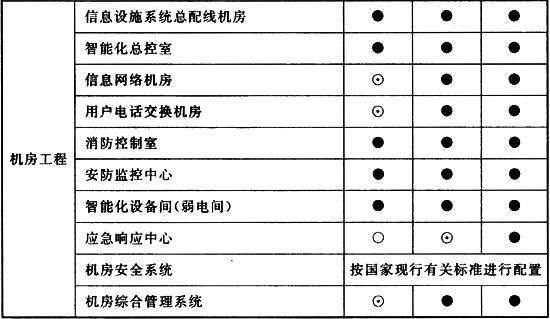 信息设施系统总配线机房 ● ● ●
智能化总控室 ● ● ●
信息网络机房 ⊙ ● ●
用户电话交换机房 ⊙ ● ●
机房工程
消防控制室 ● ● ●
安防监控中心 ● ● ●
智能化设备间(弱电间) ● ● ●
应急响应中心 ○ ⊙ ●
机房安全系统 按国家现行有关标准进行配置
机房综合管理系统 ⊙ ● ●